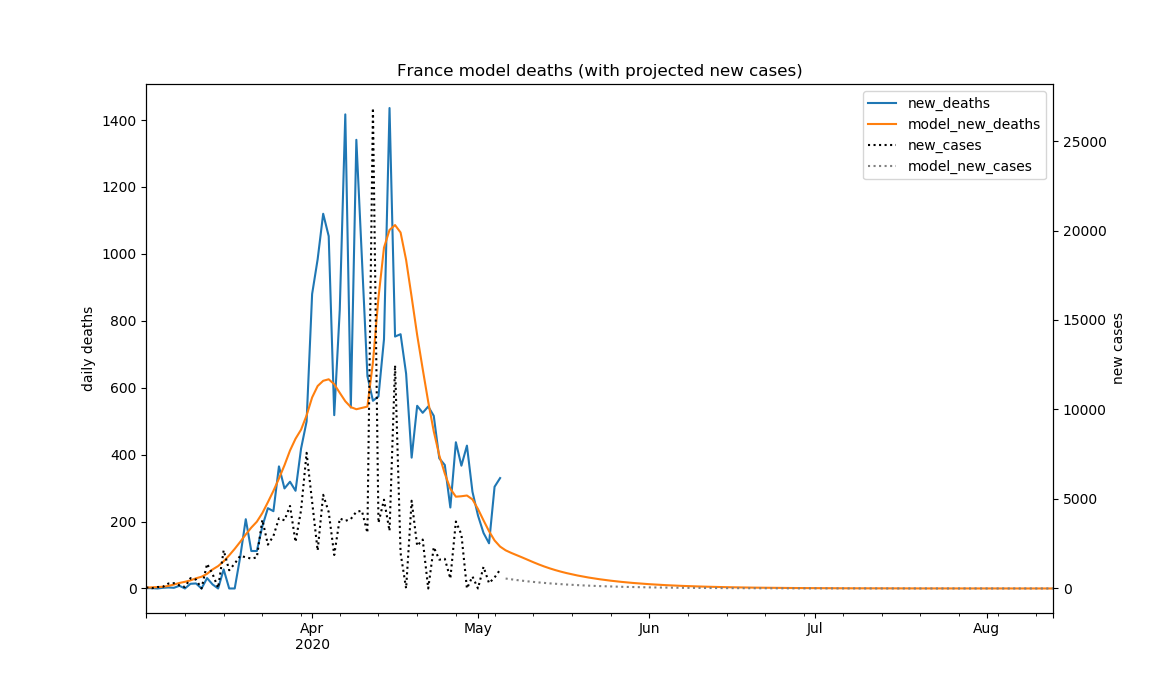 France model deaths (with projected new cases)
new_deaths
model_new_deaths
new_cases
model_new_cases
1400
1200
1000
800
600
400
200
0
daily deaths
25000
20000
15000
10000
5000
0
new cases
Apr
2020
May
Jun
Jul
Aug